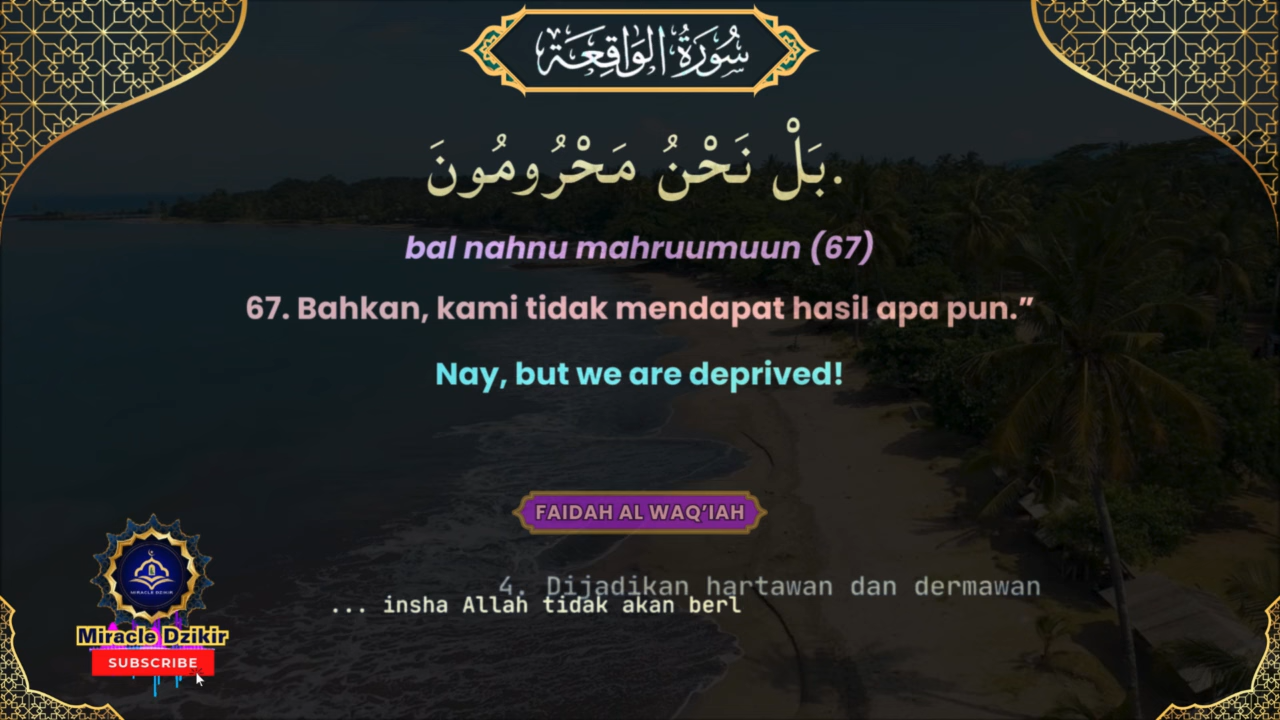 سُورَةُ الوَاقِعَة
بَلْ نَحْنُ مَحْرُومُونَ.
bal nahnu mahruumuun (67)
67. Bahkan, kami tidak mendapat hasil apa pun.”
Nay, but we are deprived!
FAIDAH AL WAQ’IAH
4. Dijadikan hartawan dan dermawan
... insha Allah tidak akan berl
MIRACLE DZIKIR
Miracle Dzikir
SUBSCRIBE